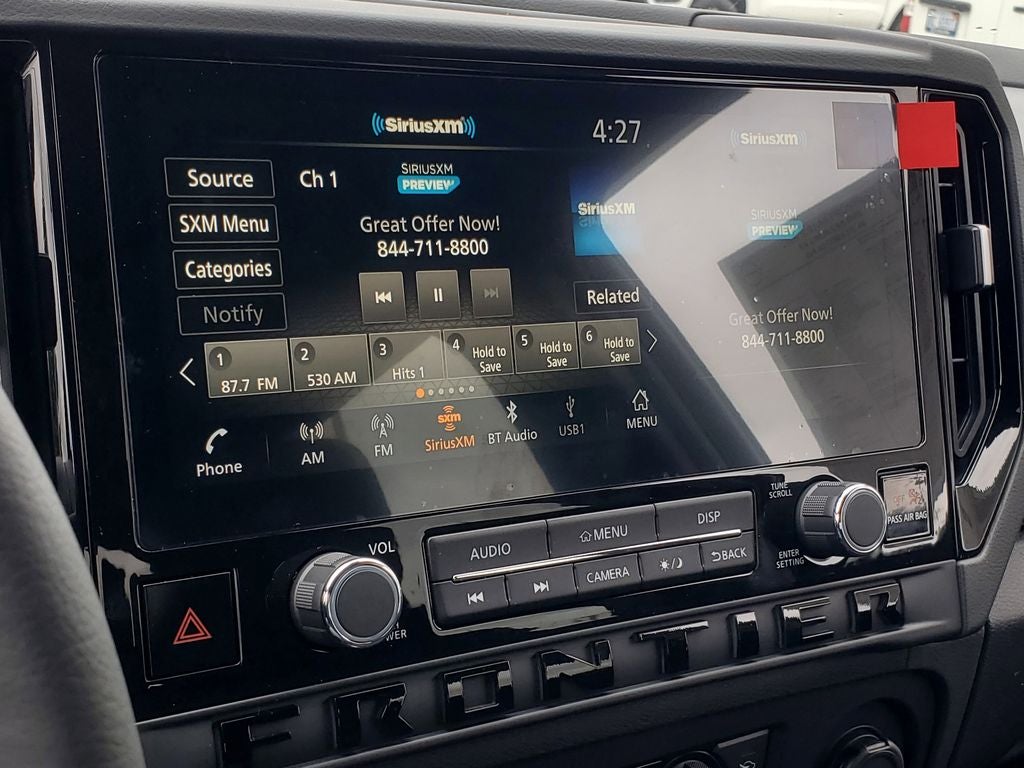 SiriusXM
4:27
SiriusXM
Source
Ch 1
SIRIUSXM
PREVIEW
SXM Menu
Great Offer Now!
844-711-8800
SiriusXM
SIRIUSXM
PREVIEW
Categories
Notify
Related
Great Offer Now!
844-711-8800
1
87.7 FM
2
530 AM
3
Hits 1
4
Hold to
Save
5
Hold to
Save
6
Hold to
Save
Phone
AM
FM
sxm
SiriusXM
BT Audio
USB1
MENU
VOL
AUDIO
MENU
DISP
CAMERA
BACK
TUNE
SCROLL
ENTER
SETTING
PASS AIR BAG
FRONTIER